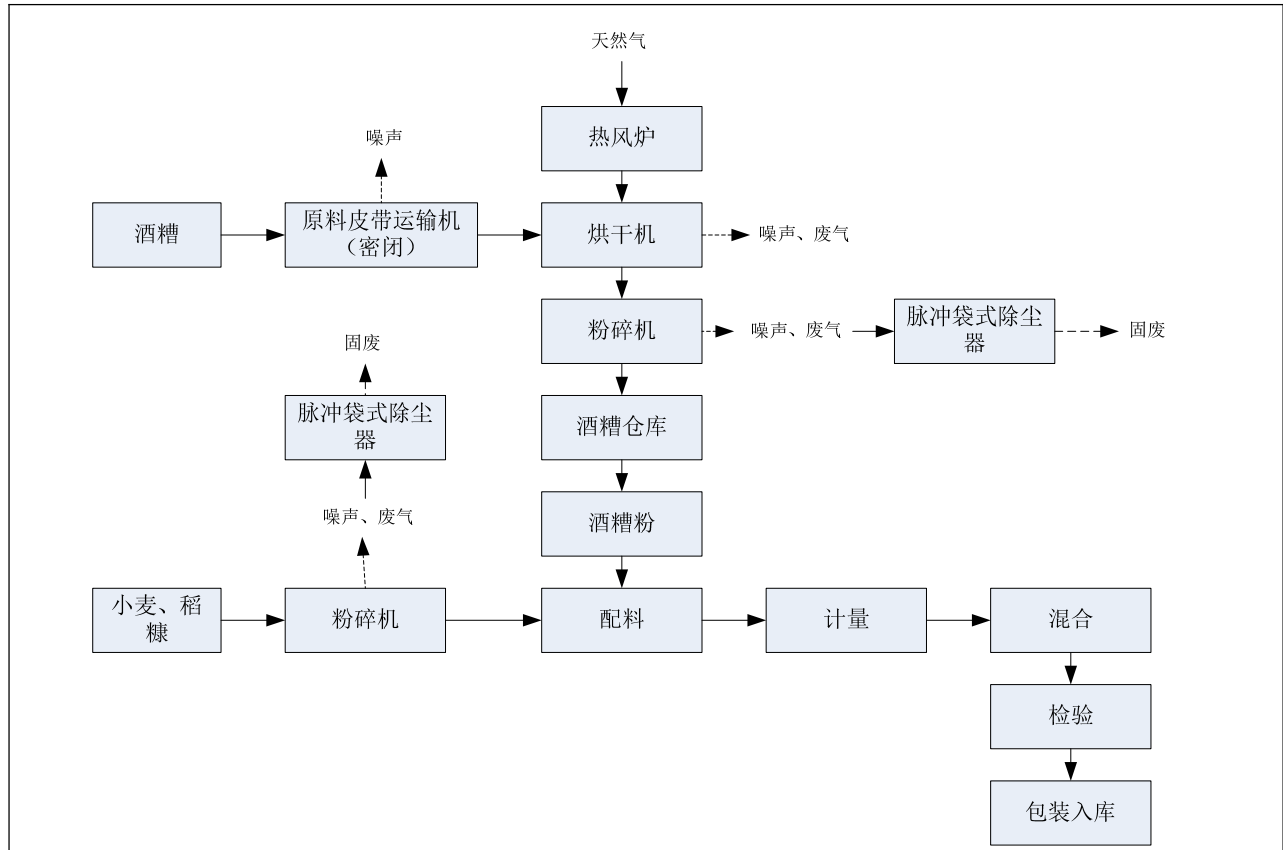 天然气
热风炉
噪声
酒糟
原料皮带运输机
（密闭）
烘干机
噪声、废气
粉碎机
噪声、废气
脉冲袋式除尘
器
固废
固废
脉冲袋式除尘
器
酒糟仓库
噪声、废气
酒糟粉
小麦、稻
糠
粉碎机
配料
计量
混合
检验
包装入库